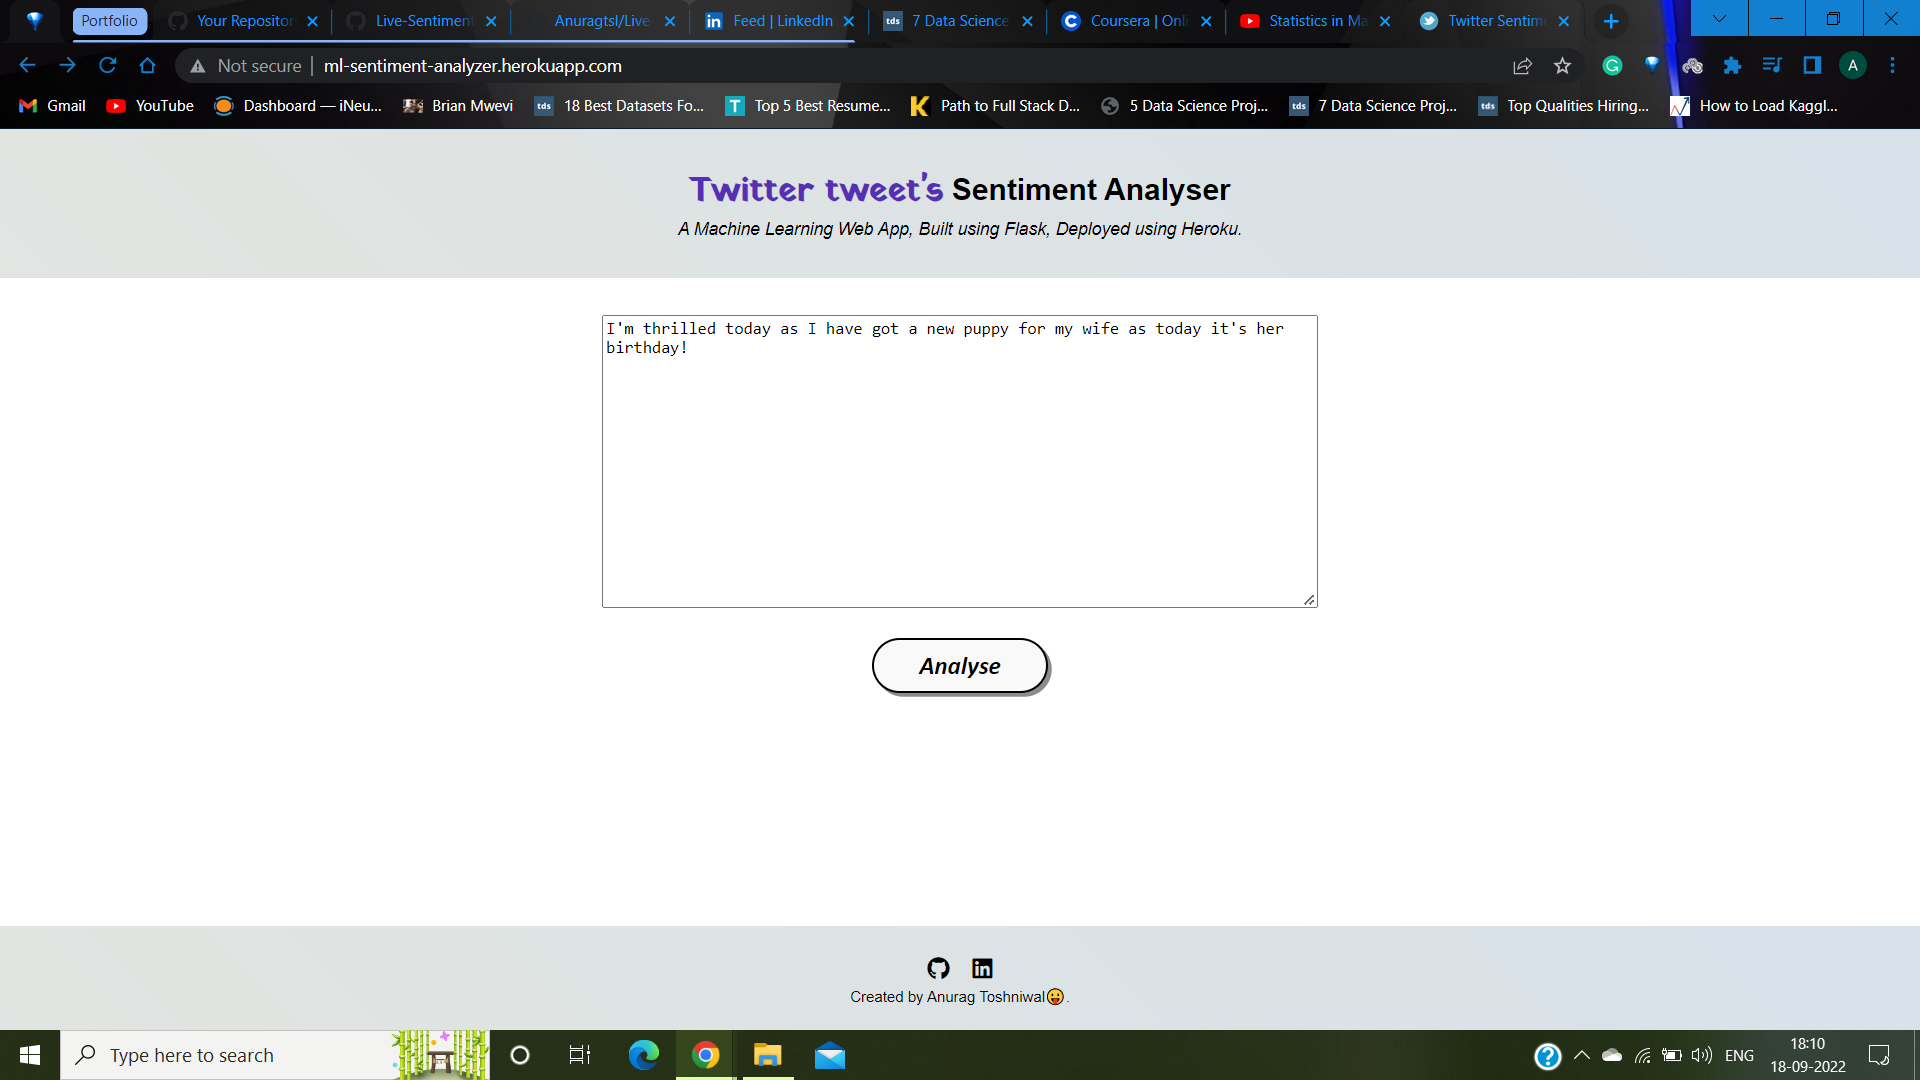 Portfolio
Your Repositor
Live-Sentiment
Anuragtsl/Live
Feed | LinkedIn
7 Data Science
Coursera | Onli
Statistics in Ma
Twitter Sentime
Not secure
ml-sentiment-analyzer.herokuapp.com
A
Gmail
YouTube
Dashboard — iNeu...
Brian Mwevi
18 Best Datasets Fo...
Top 5 Best Resume...
Path to Full Stack D...
5 Data Science Proj...
7 Data Science Proj...
Top Qualities Hiring...
How to Load Kaggl...
Twitter tweet's Sentiment Analyser
A Machine Learning Web App, Built using Flask, Deployed using Heroku.
I'm thrilled today as I have got a new puppy for my wife as today it's her
birthday!
Analyse
Created by Anurag Toshniwal😛.
Type here to search
ENG
18:10
18-09-2022